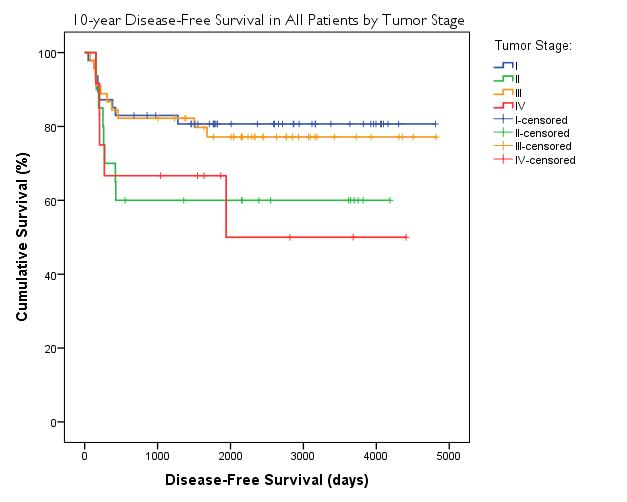 10-year Disease-Free Survival in All Patients by Tumor Stage
Tumor Stage:
I
II
III
IV
I-censored
II-censored
III-censored
IV-censored
Cumulative Survival (%)
100
80
60
40
20
0
0 1000 2000 3000 4000 5000
Disease-Free Survival (days)